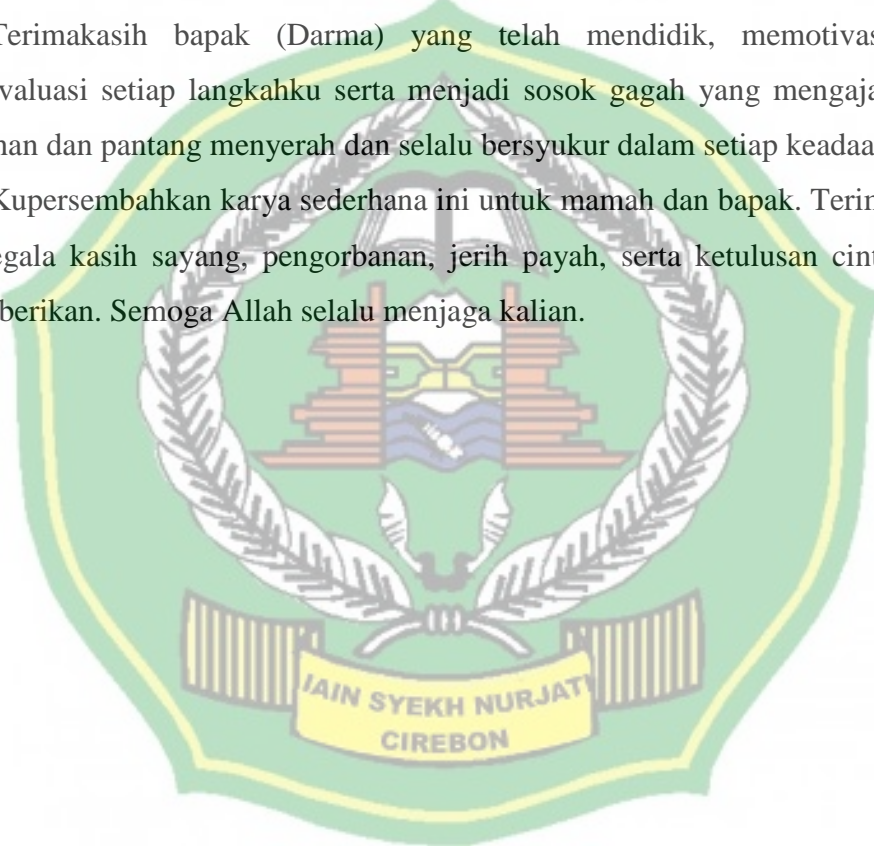 Terimakasih bapak (Darma) yang telah mendidik, memotivas
valuasi setiap langkahku serta menjadi sosok gagah yang mengaja
nan dan pantang menyerah dan selalu bersyukur dalam setiap keadaa
Kupersembahkan karya sederhana ini untuk mamah dan bapak. Terin
egala kasih sayang, pengorbanan, jerih payah, serta ketulusan cint
berikan. Semoga Allah selalu menjaga kalian.
IAIN SYEKH NURJATI
CIREBON